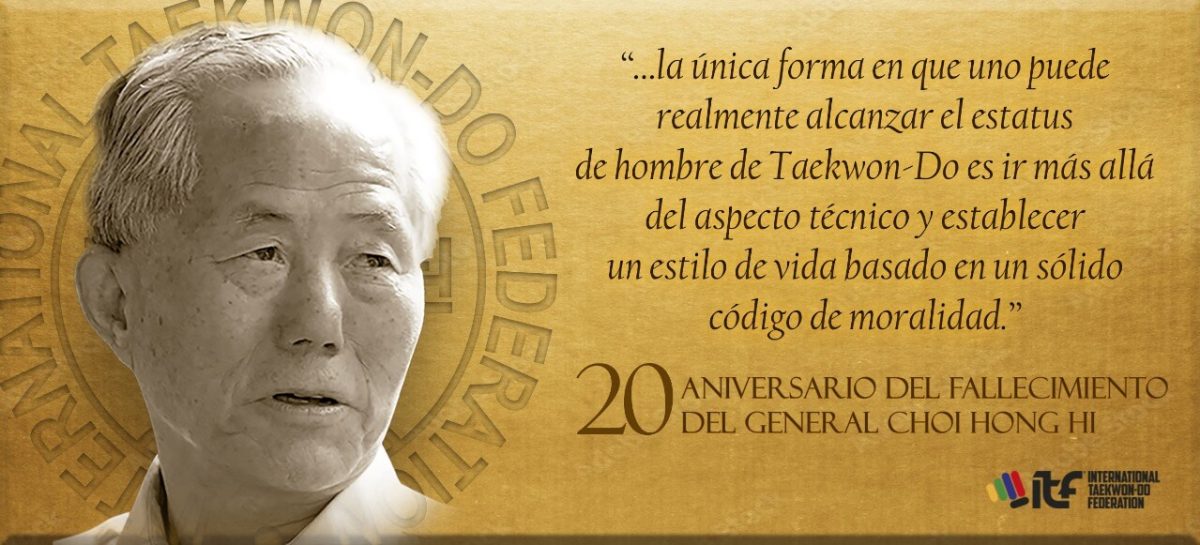 “...la única forma en que uno puede
realmente alcanzar el estatus
de hombre de Taekwon-Do es ir más allá
del aspecto técnico y establecer
un estilo de vida basado en un sólido
código de moralidad.”
20 ANIVERSARIO DEL FALLECIMIENTO
DEL GENERAL CHOI HONG HI
itf INTERNATIONAL
TAEKWON-DO
FEDERATION
TERNATIONAL TAEKWON-DO FEDERATIO